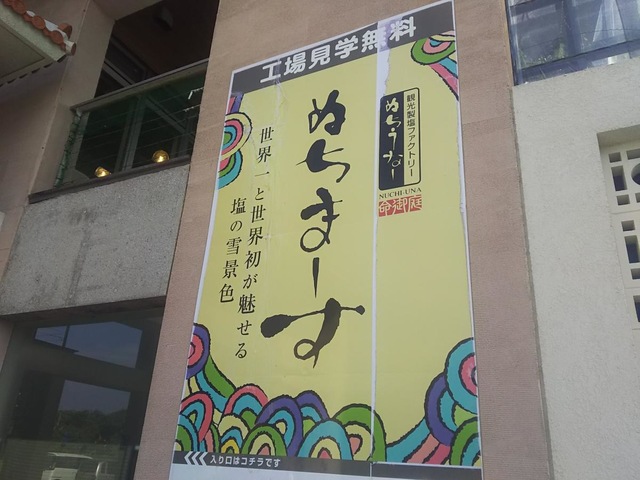 工場見学無料
観光製塩ファクトリー
ぬちうなー
NUCHI-UNA
命御庭
ぬちまーす
世界一と世界初が魅せる
塩の雪景色
入り口はコチラです